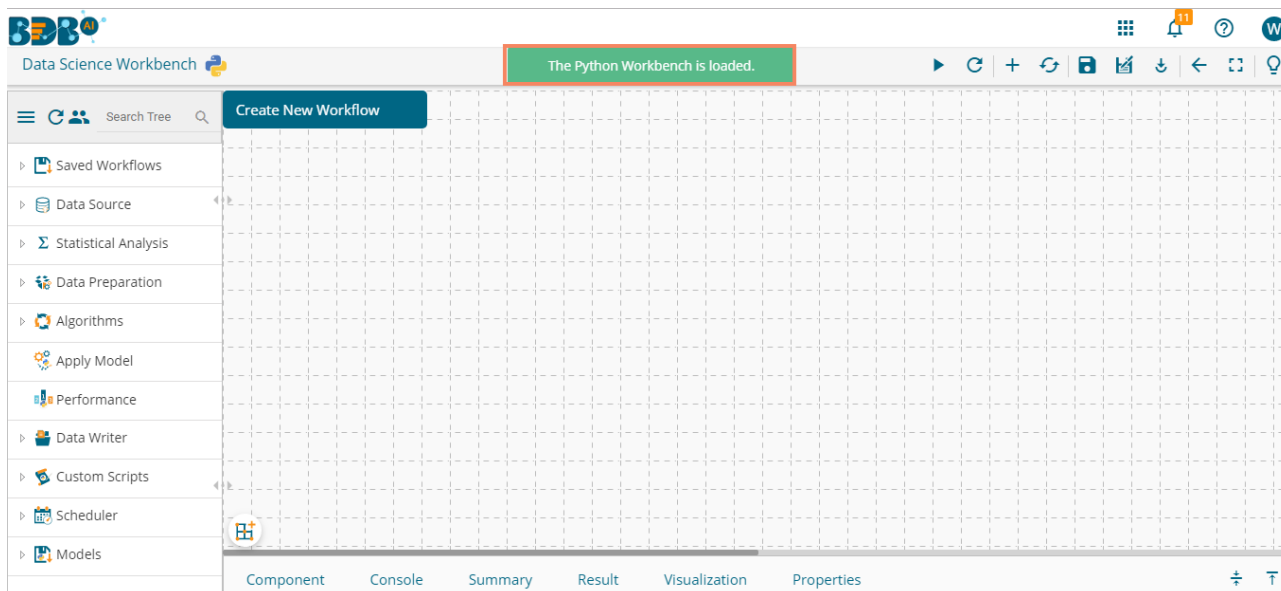 BDB AI
11
W
Data Science Workbench
The Python Workbench is loaded.
Search Tree
Create New Workflow
Saved Workflows
Data Source
Σ Statistical Analysis
Data Preparation
Algorithms
Apply Model
Performance
Data Writer
Custom Scripts
Scheduler
Models
Component Console Summary Result Visualization Properties